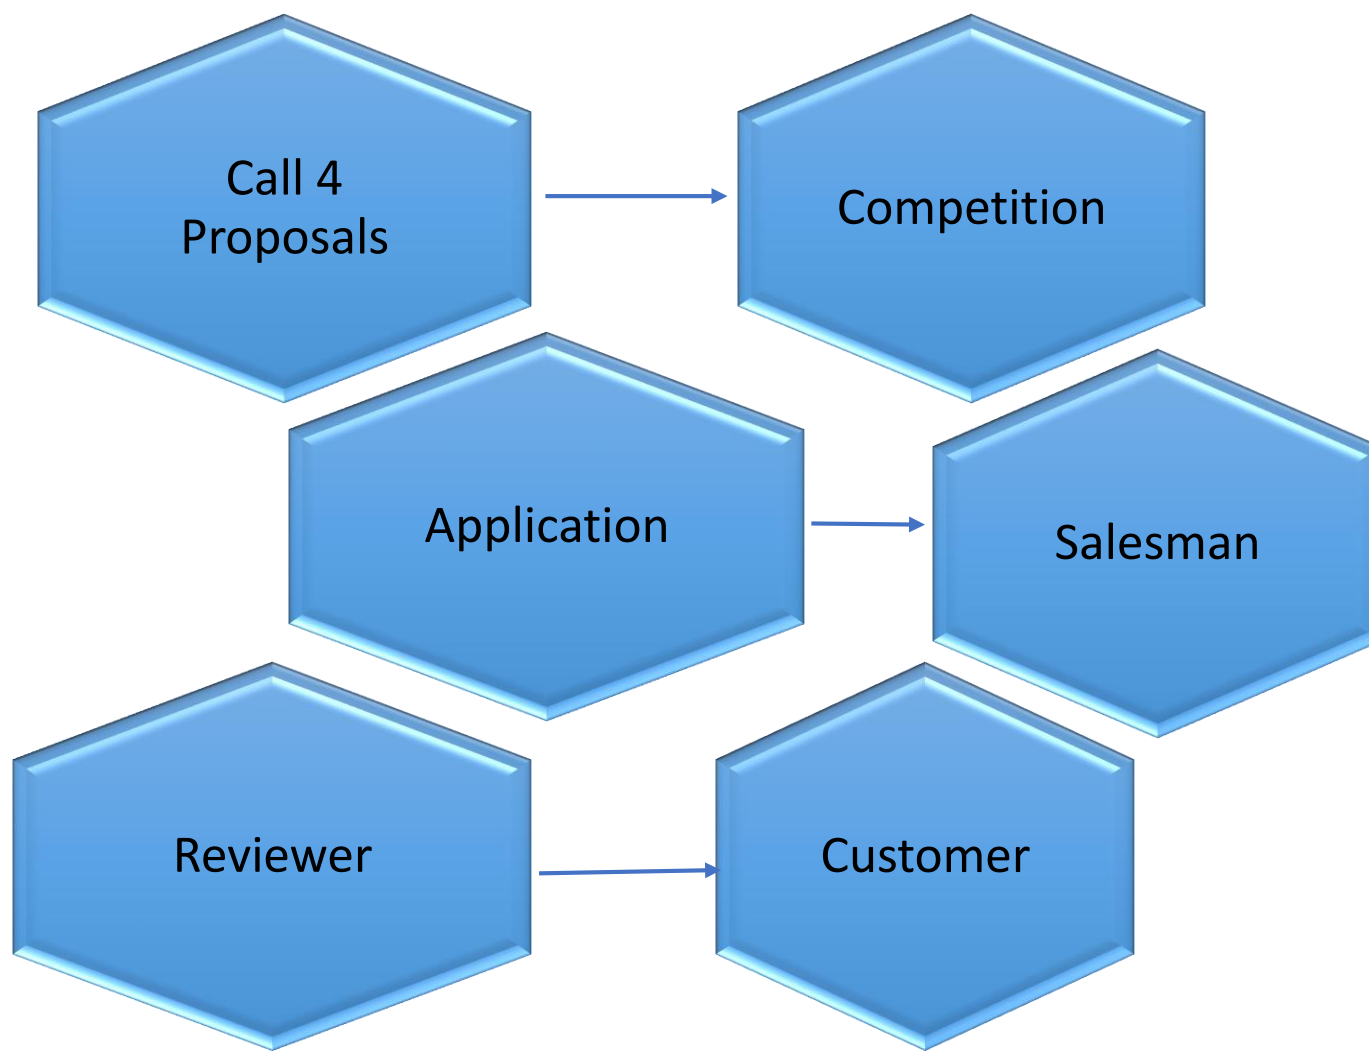 Call 4
Proposals
Competition
Application
Salesman
Reviewer
Customer